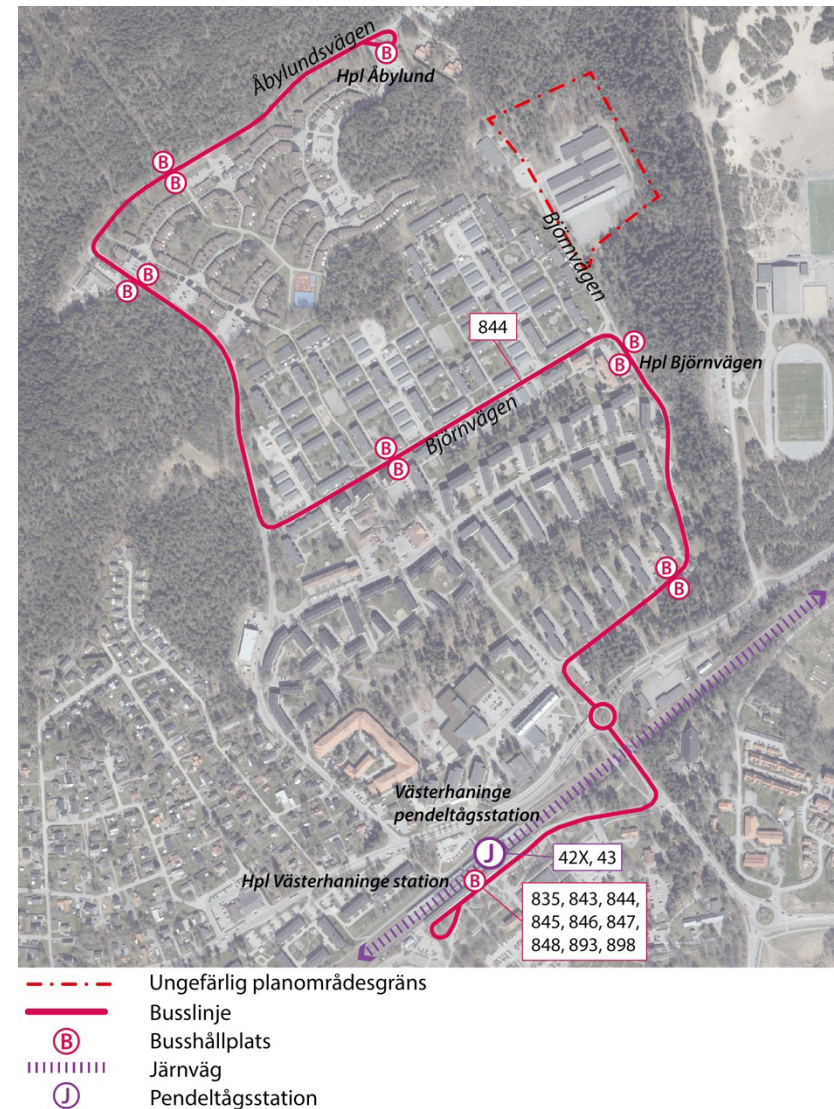 Åbylundsvägen
B
Hpl Åbylund
B
B
Björnvägen
B
B
844
B
B
Hpl Björnvägen
Björnvägen
B
B
B
B
Västerhaninge
pendeltågsstation
J
42X, 43
Hpl Västerhaninge station
B
835, 843, 844,
845, 846, 847,
848, 893, 898
Ungefärlig planområdesgräns
Busslinje
B
Busshållplats
Järnväg
J
Pendeltågsstation